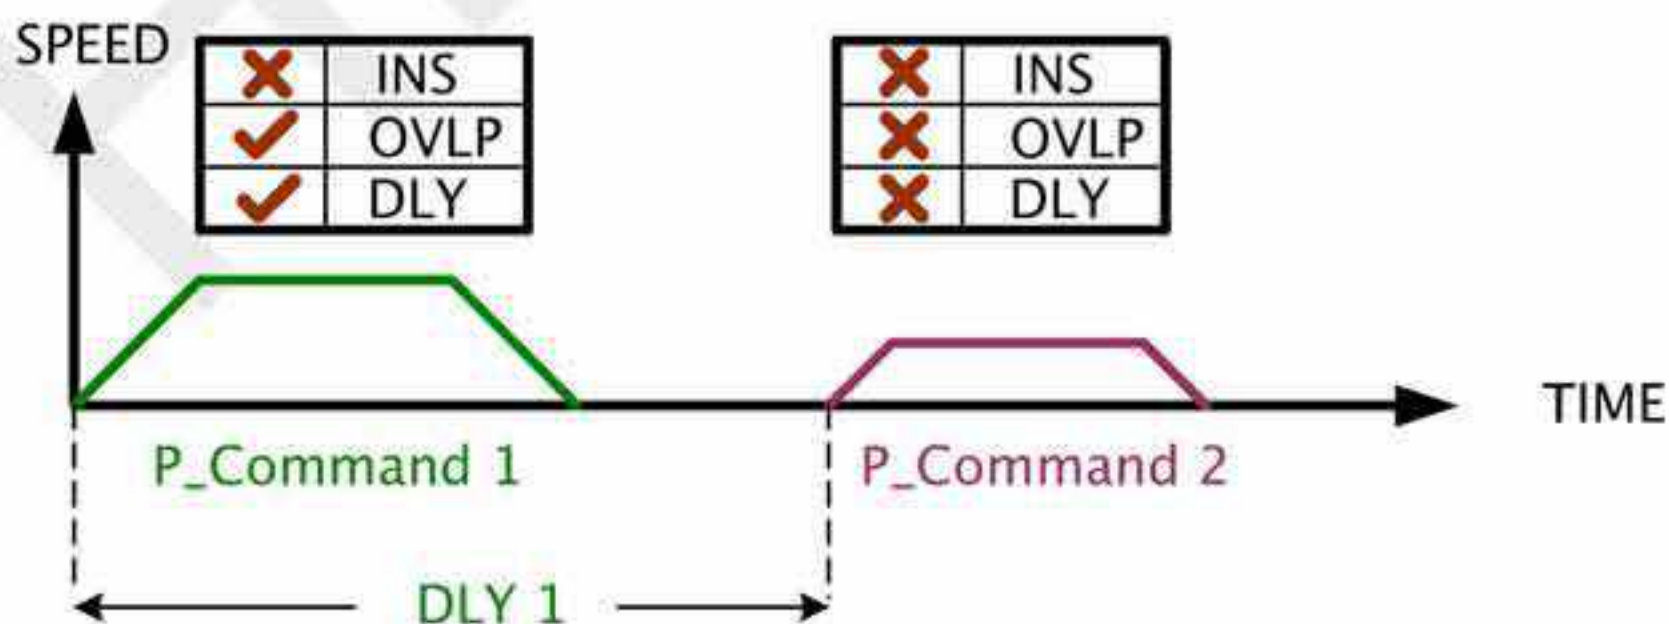 SPEED
INS
OVLP
DLY
INS
OVLP
DLY
TIME
P_Command 1
P_Command 2
DLY 1